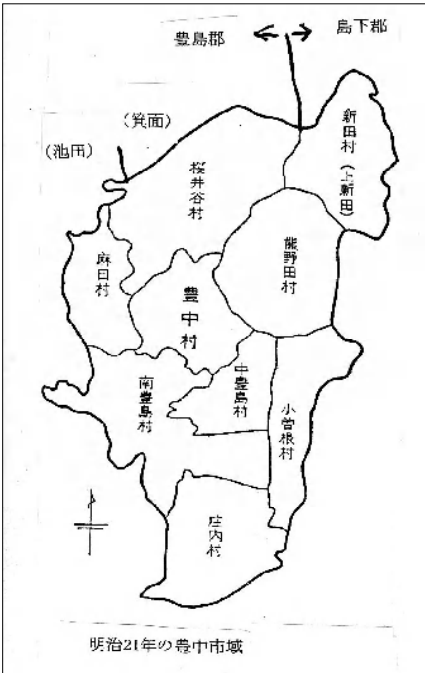 豊島郡 ← → 島下郡
(箕面)
(池田)
新田村(上新田)
桜井谷村
熊野田村
麻田村
豊中村
中豊島村
南豊島村
小曽根村
庄内村
明治21年の豊中市域